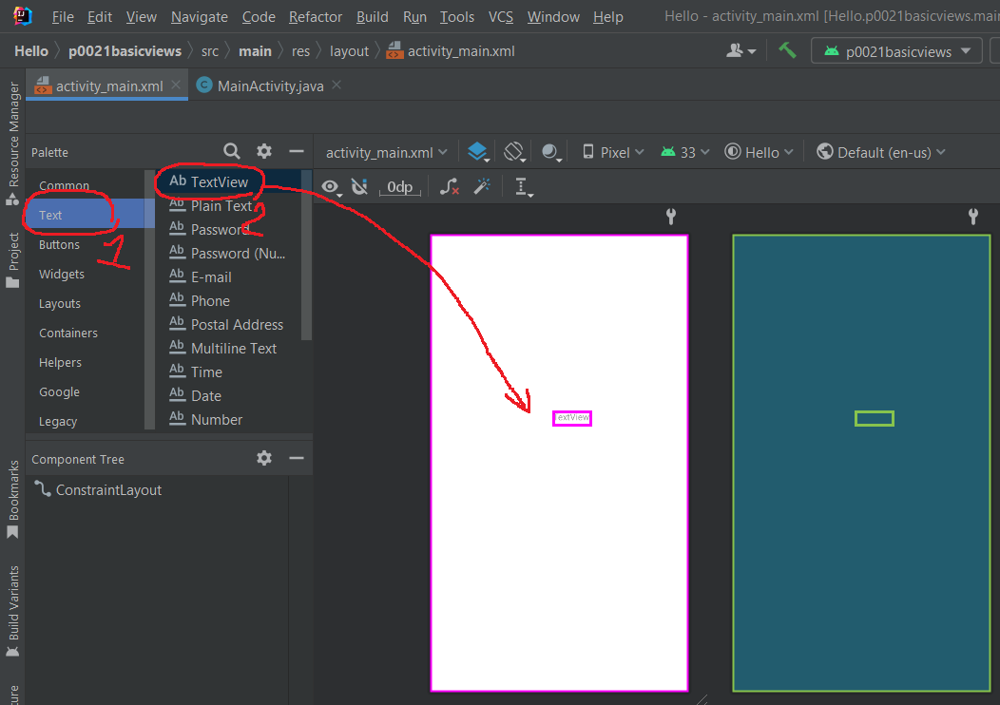 File Edit View Navigate Code Refactor Build Run Tools VCS Window Help Hello - activity_main.xml [Hello.p0021basicviews.main
Hello p0021basicviews src main res layout activity_main.xml p0021basicviews
activity_main.xml MainActivity.java
Resource Manager
Project
Bookmarks
Build Variants
Palette
Common
Text
Buttons
Widgets
Layouts
Containers
Helpers
Google
Legacy
1
Ab TextView
Ab Plain Text
Ab Password
Ab Password (Nu...
Ab E-mail
Ab Phone
Ab Postal Address
Ab Multiline Text
Ab Time
Ab Date
Ab Number
2
activity_main.xml Pixel 33 Hello Default (en-us)
0dp
TextView
Component Tree
ConstraintLayout